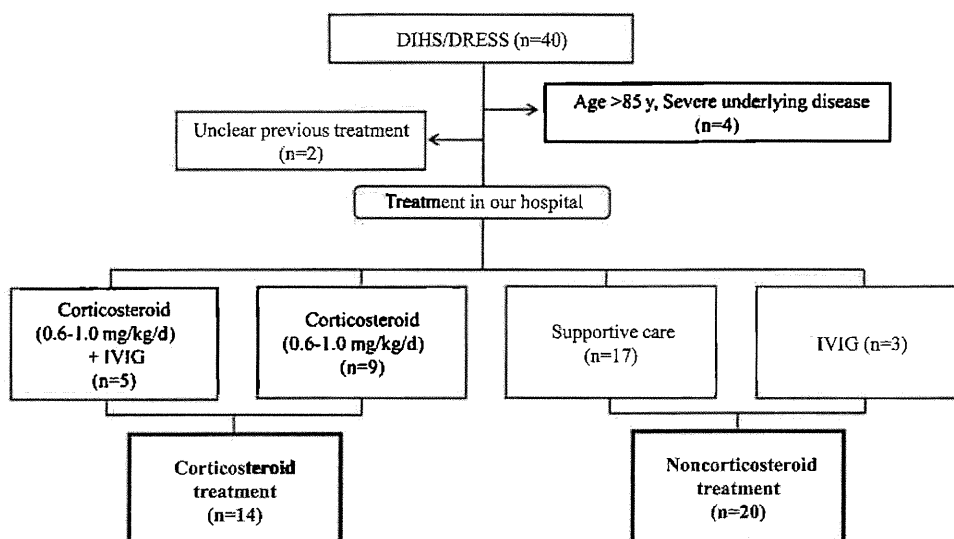 DIHS/DRESS (n=40)
Age >85 y, Severe underlying disease
(n=4)
Unclear previous treatment
(n=2)
Treatment in our hospital
Corticosteroid
(0.6-1.0 mg/kg/d)
+ IVIG
(n=5)
Corticosteroid
(0.6-1.0 mg/kg/d)
(n=9)
Supportive care
(n=17)
IVIG (n=3)
Corticosteroid
treatment
(n=14)
Noncorticosteroid
treatment
(n=20)